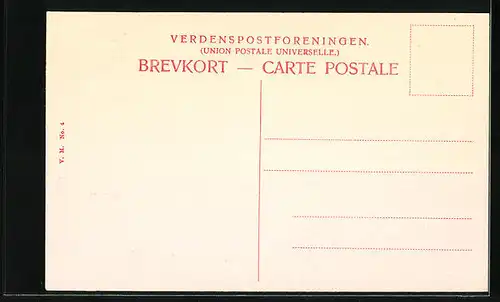 VERDENSPOSTFORENINGEN.
(UNION POSTALE UNIVERSELLE.)
BREVKORT — CARTE POSTALE
V. M. No. 4